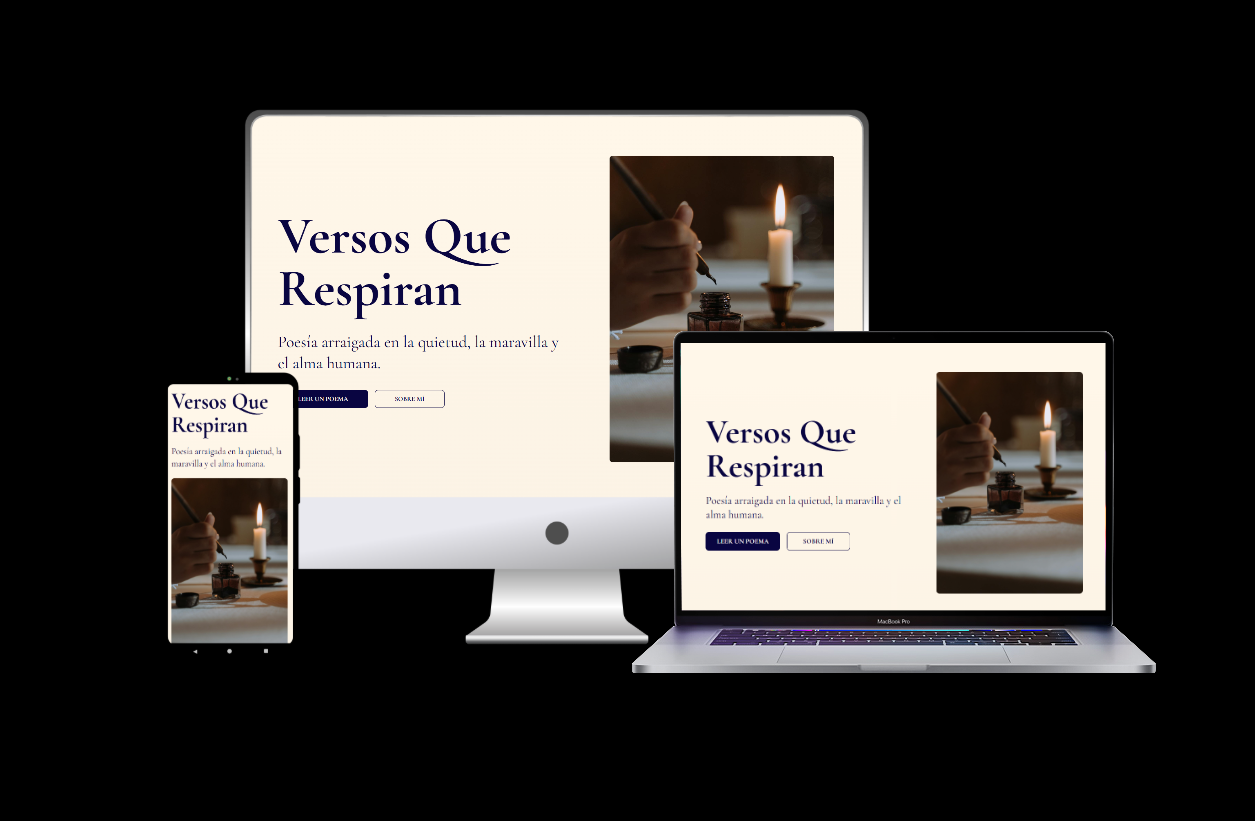 Versos Que
Respiran
Poesía arraigada en la quietud, la maravilla y
el alma humana.
LEER UN POEMA
SOBRE MÍ
Versos Que
Respiran
Poesía arraigada en la quietud, la
maravilla y el alma humana.
Versos Que
Respiran
Poesía arraigada en la quietud, la maravilla y el
alma humana.
LEER UN POEMA
SOBRE MÍ
MacBook Pro